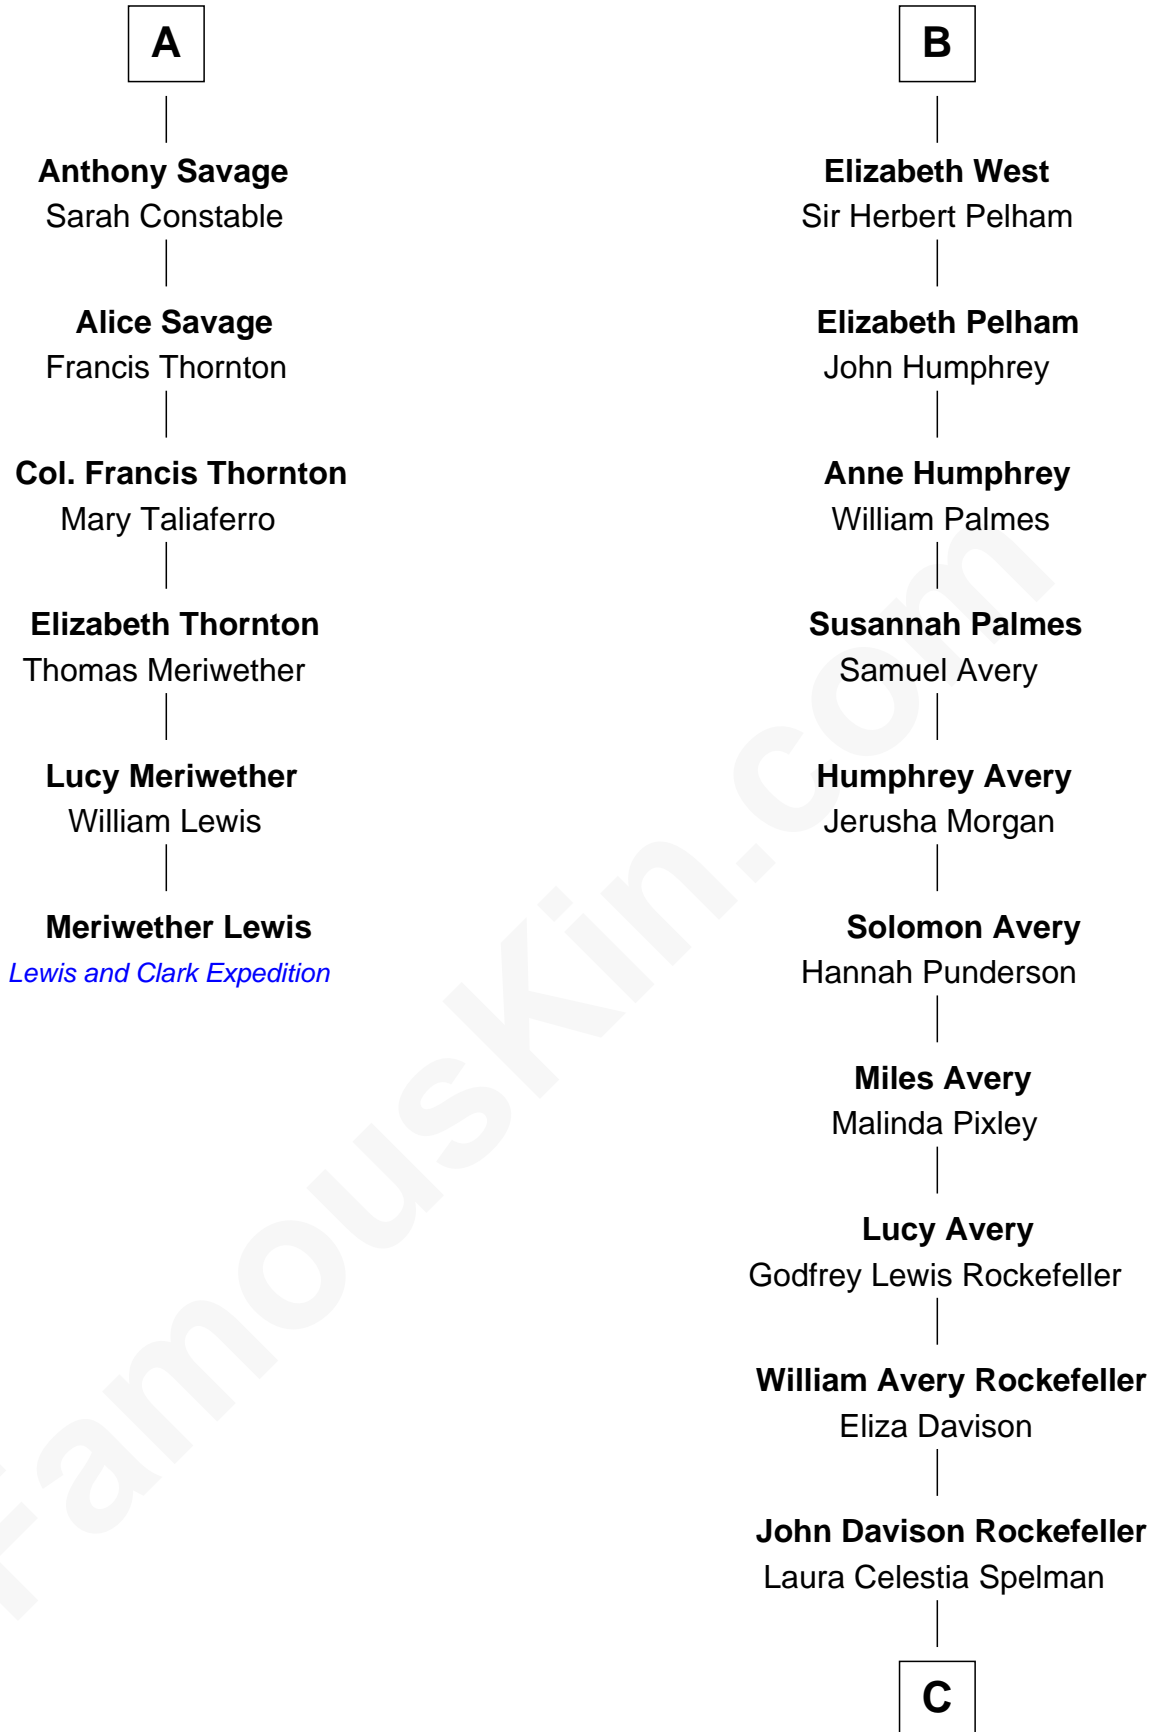 A
Anthony Savage
Sarah Constable
Alice Savage
Francis Thornton
Col. Francis Thornton
Mary Taliaferro
Elizabeth Thornton
Thomas Meriwether
Lucy Meriwether
William Lewis
Meriwether Lewis
Lewis and Clark Expedition
B
Elizabeth West
Sir Herbert Pelham
Elizabeth Pelham
John Humphrey
Anne Humphrey
William Palmes
Susannah Palmes
Samuel Avery
Humphrey Avery
Jerusha Morgan
Solomon Avery
Hannah Punderson
Miles Avery
Malinda Pixley
Lucy Avery
Godfrey Lewis Rockefeller
William Avery Rockefeller
Eliza Davison
John Davison Rockefeller
Laura Celestia Spelman
C
FamousKin.com